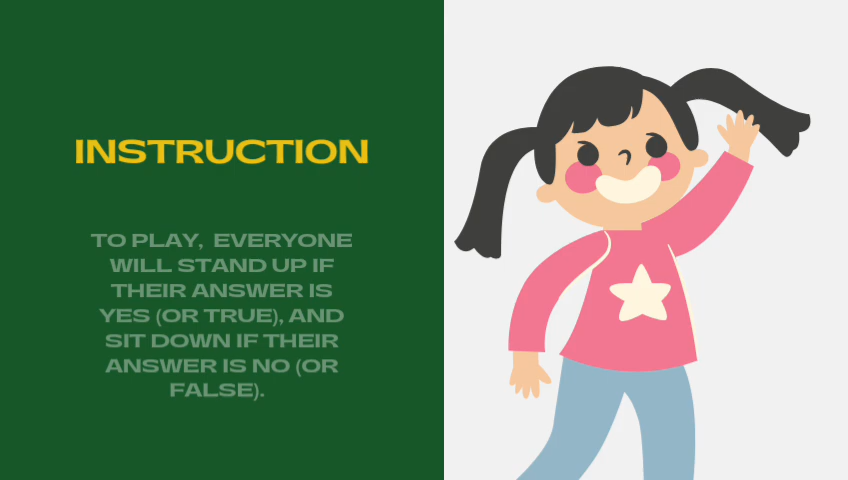 INSTRUCTION
TO PLAY, EVERYONE
WILL STAND UP IF
THEIR ANSWER IS
YES (OR TRUE), AND
SIT DOWN IF THEIR
ANSWER IS NO (OR
FALSE).